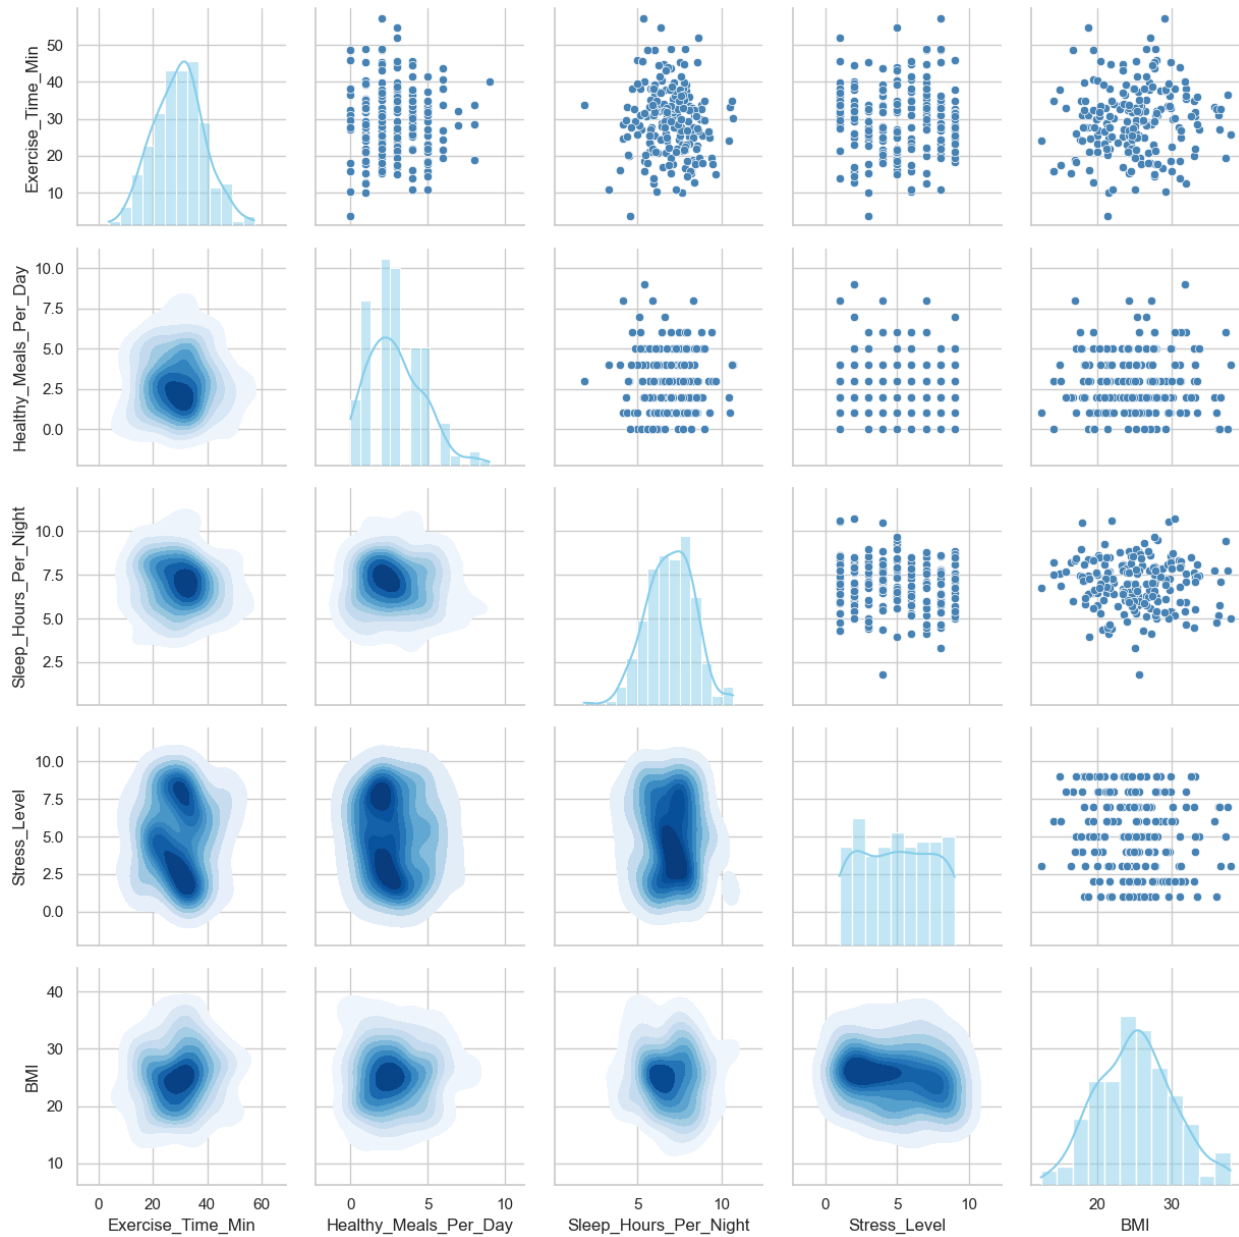 Exercise_Time_Min
50
40
30
20
10
Healthy_Meals_Per_Day
10.0
7.5
5.0
2.5
0.0
Sleep_Hours_Per_Night
10.0
7.5
5.0
2.5
Stress_Level
10.0
7.5
5.0
2.5
0.0
BMI
40
30
20
10
0 20 40 60
0 5 10
5 10
0 5 10
20 30
Exercise_Time_Min
Healthy_Meals_Per_Day
Sleep_Hours_Per_Night
Stress_Level
BMI